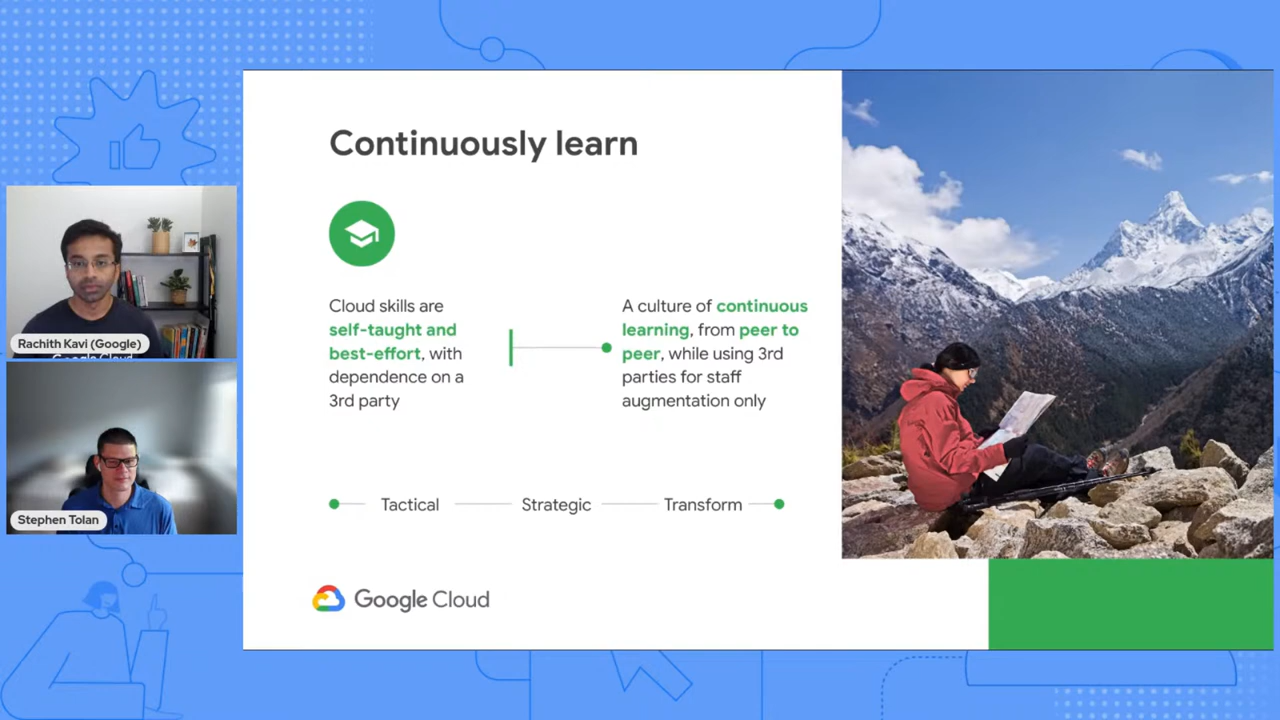 Continuously learn
Cloud skills are
self-taught and
best-effort, with
dependence on a
3rd party
A culture of continuous
learning, from peer to
peer, while using 3rd
parties for staff
augmentation only
Tactical
Strategic
Transform
Google Cloud
Rachith Kavi (Google)
Google Cloud
Stephen Tolan